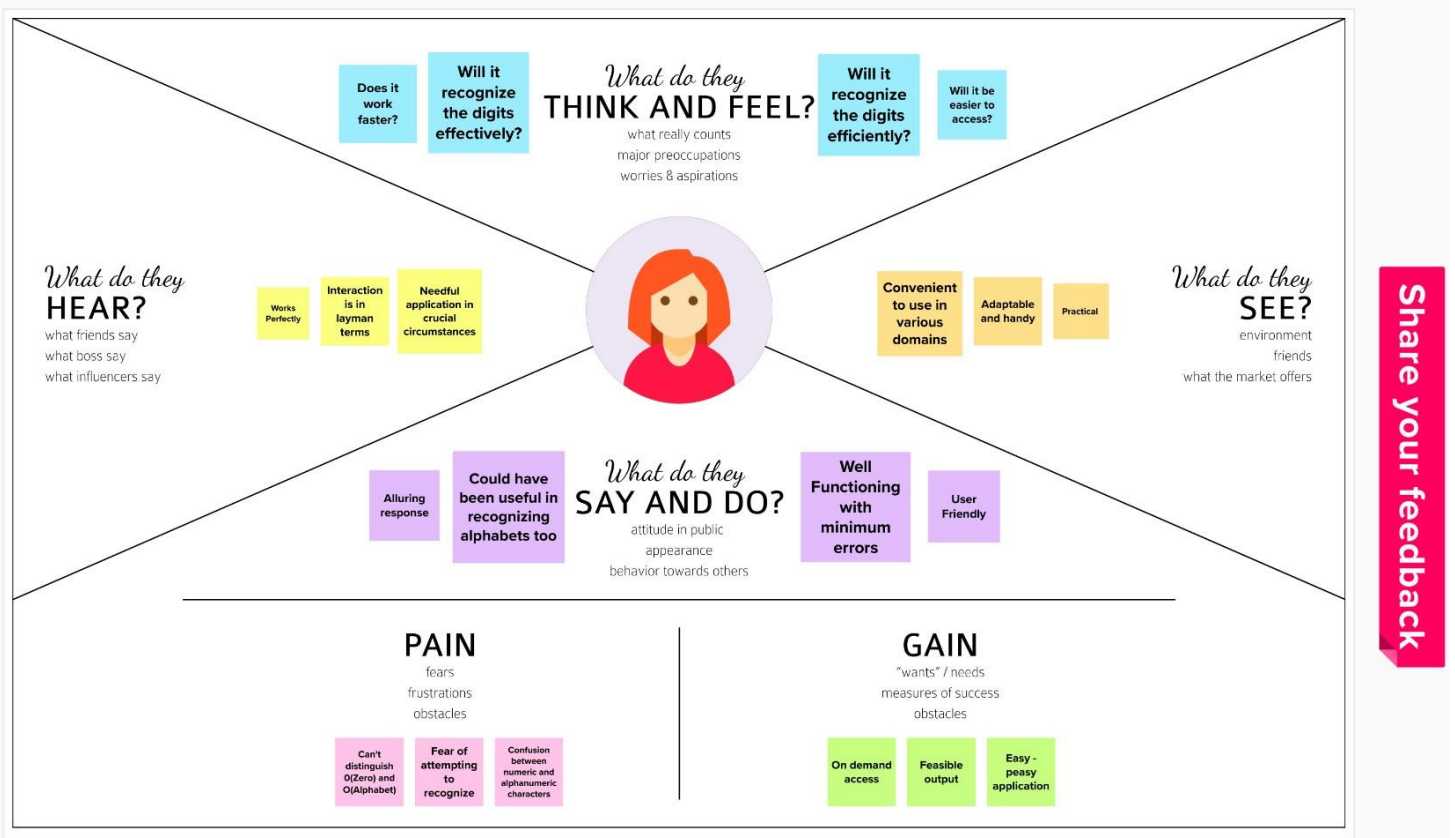 What do they
THINK AND FEEL?
what really counts
major preoccupations
worries & aspirations
Does it
work
faster?
Will it
recognize
the digits
effectively?
Will it
recognize
the digits
efficiently?
Will it be
easier to
access?
What do they
HEAR?
what friends say
what boss say
what influencers say
Works
Perfectly
Interaction
is in
layman
terms
Needful
application in
crucial
circumstances
Convenient
to use in
various
domains
Adaptable
and handy
Practical
What do they
SEE?
environment
friends
what the market offers
Alluring
response
Could have
been useful in
recognizing
alphabets too
What do they
SAY AND DO?
attitude in public
appearance
behavior towards others
Well
Functioning
with
minimum
errors
User
Friendly
PAIN
fears
frustrations
obstacles
Can't
distinguish
0(Zero) and
O(Alphabet)
Fear of
attempting
to
recognize
Confusion
between
numeric and
alphanumeric
characters
GAIN
"wants" / needs
measures of success
obstacles
On demand
access
Feasible
output
Easy -
peasy
application
Share your feedback